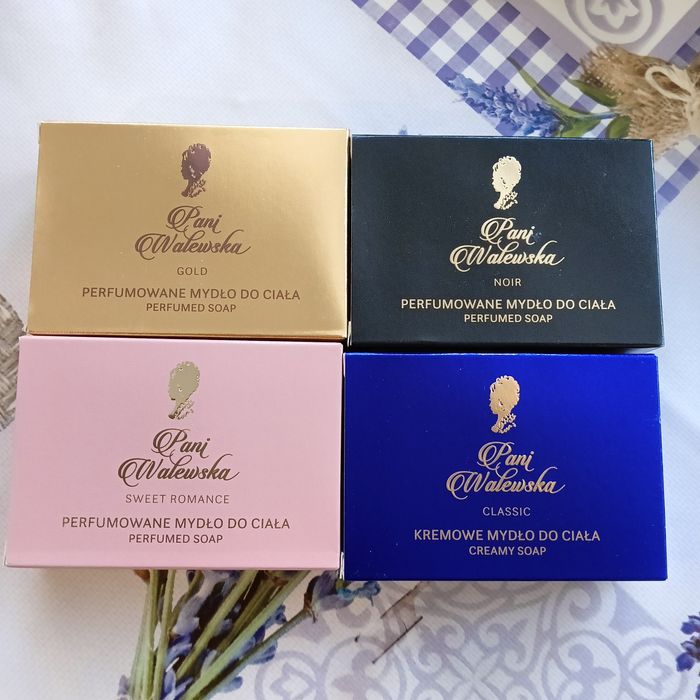 Pani
Walewska
GOLD
PERFUMOWANE MYDŁO DO CIAŁA
PERFUMED SOAP
Pani
Walewska
NOIR
PERFUMOWANE MYDŁO DO CIAŁA
PERFUMED SOAP
Pani
Walewska
SWEET ROMANCE
PERFUMOWANE MYDŁO DO CIAŁA
PERFUMED SOAP
Pani
Walewska
CLASSIC
KREMOWE MYDŁO DO CIAŁA
CREAMY SOAP